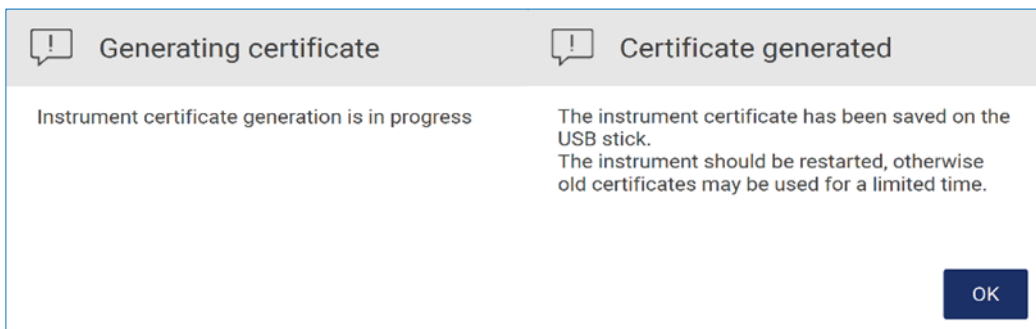 Generating certificate
Instrument certificate generation is in progress
Certificate generated
The instrument certificate has been saved on the
USB stick.
The instrument should be restarted, otherwise
old certificates may be used for a limited time.
OK